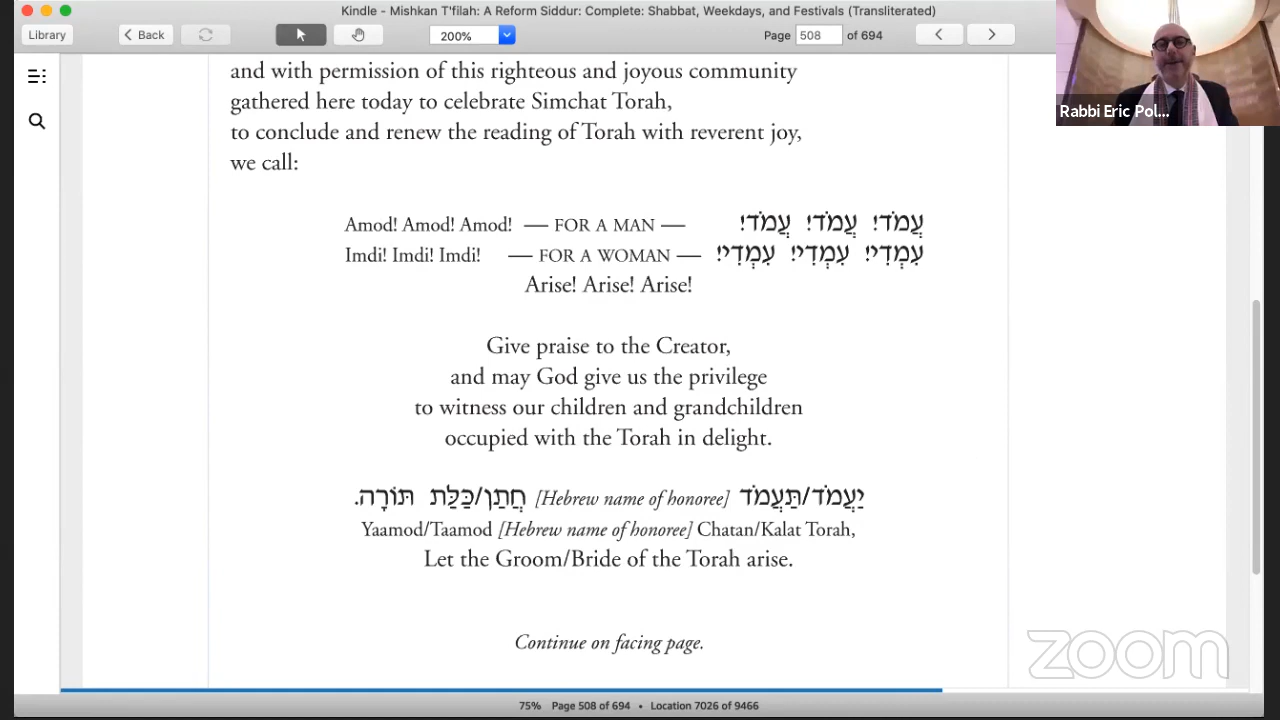 Kindle - Mishkan T'filah: A Reform Siddur: Complete: Shabbat, Weekdays, and Festivals (Transliterated)
Library
Back
200%
Page 508 of 694
Rabbi Eric Pol...
and with permission of this righteous and joyous community
gathered here today to celebrate Simchat Torah,
to conclude and renew the reading of Torah with reverent joy,
we call:
Amod! Amod! Amod! — FOR A MAN — עֲמֹד! עֲמֹד! עֲמֹד!
Imdi! Imdi! Imdi! — FOR A WOMAN — עִמְדִי! עִמְדִי! עִמְדִי!
Arise! Arise! Arise!
Give praise to the Creator,
and may God give us the privilege
to witness our children and grandchildren
occupied with the Torah in delight.
יַעֲמֹד/תַּעֲמֹד [Hebrew name of honoree] חֲתַן/כַּלַּת תּוֹרָה.
Yaamod/Taamod [Hebrew name of honoree] Chatan/Kalat Torah,
Let the Groom/Bride of the Torah arise.
Continue on facing page.
zoom
75% Page 508 of 694 • Location 7026 of 9466